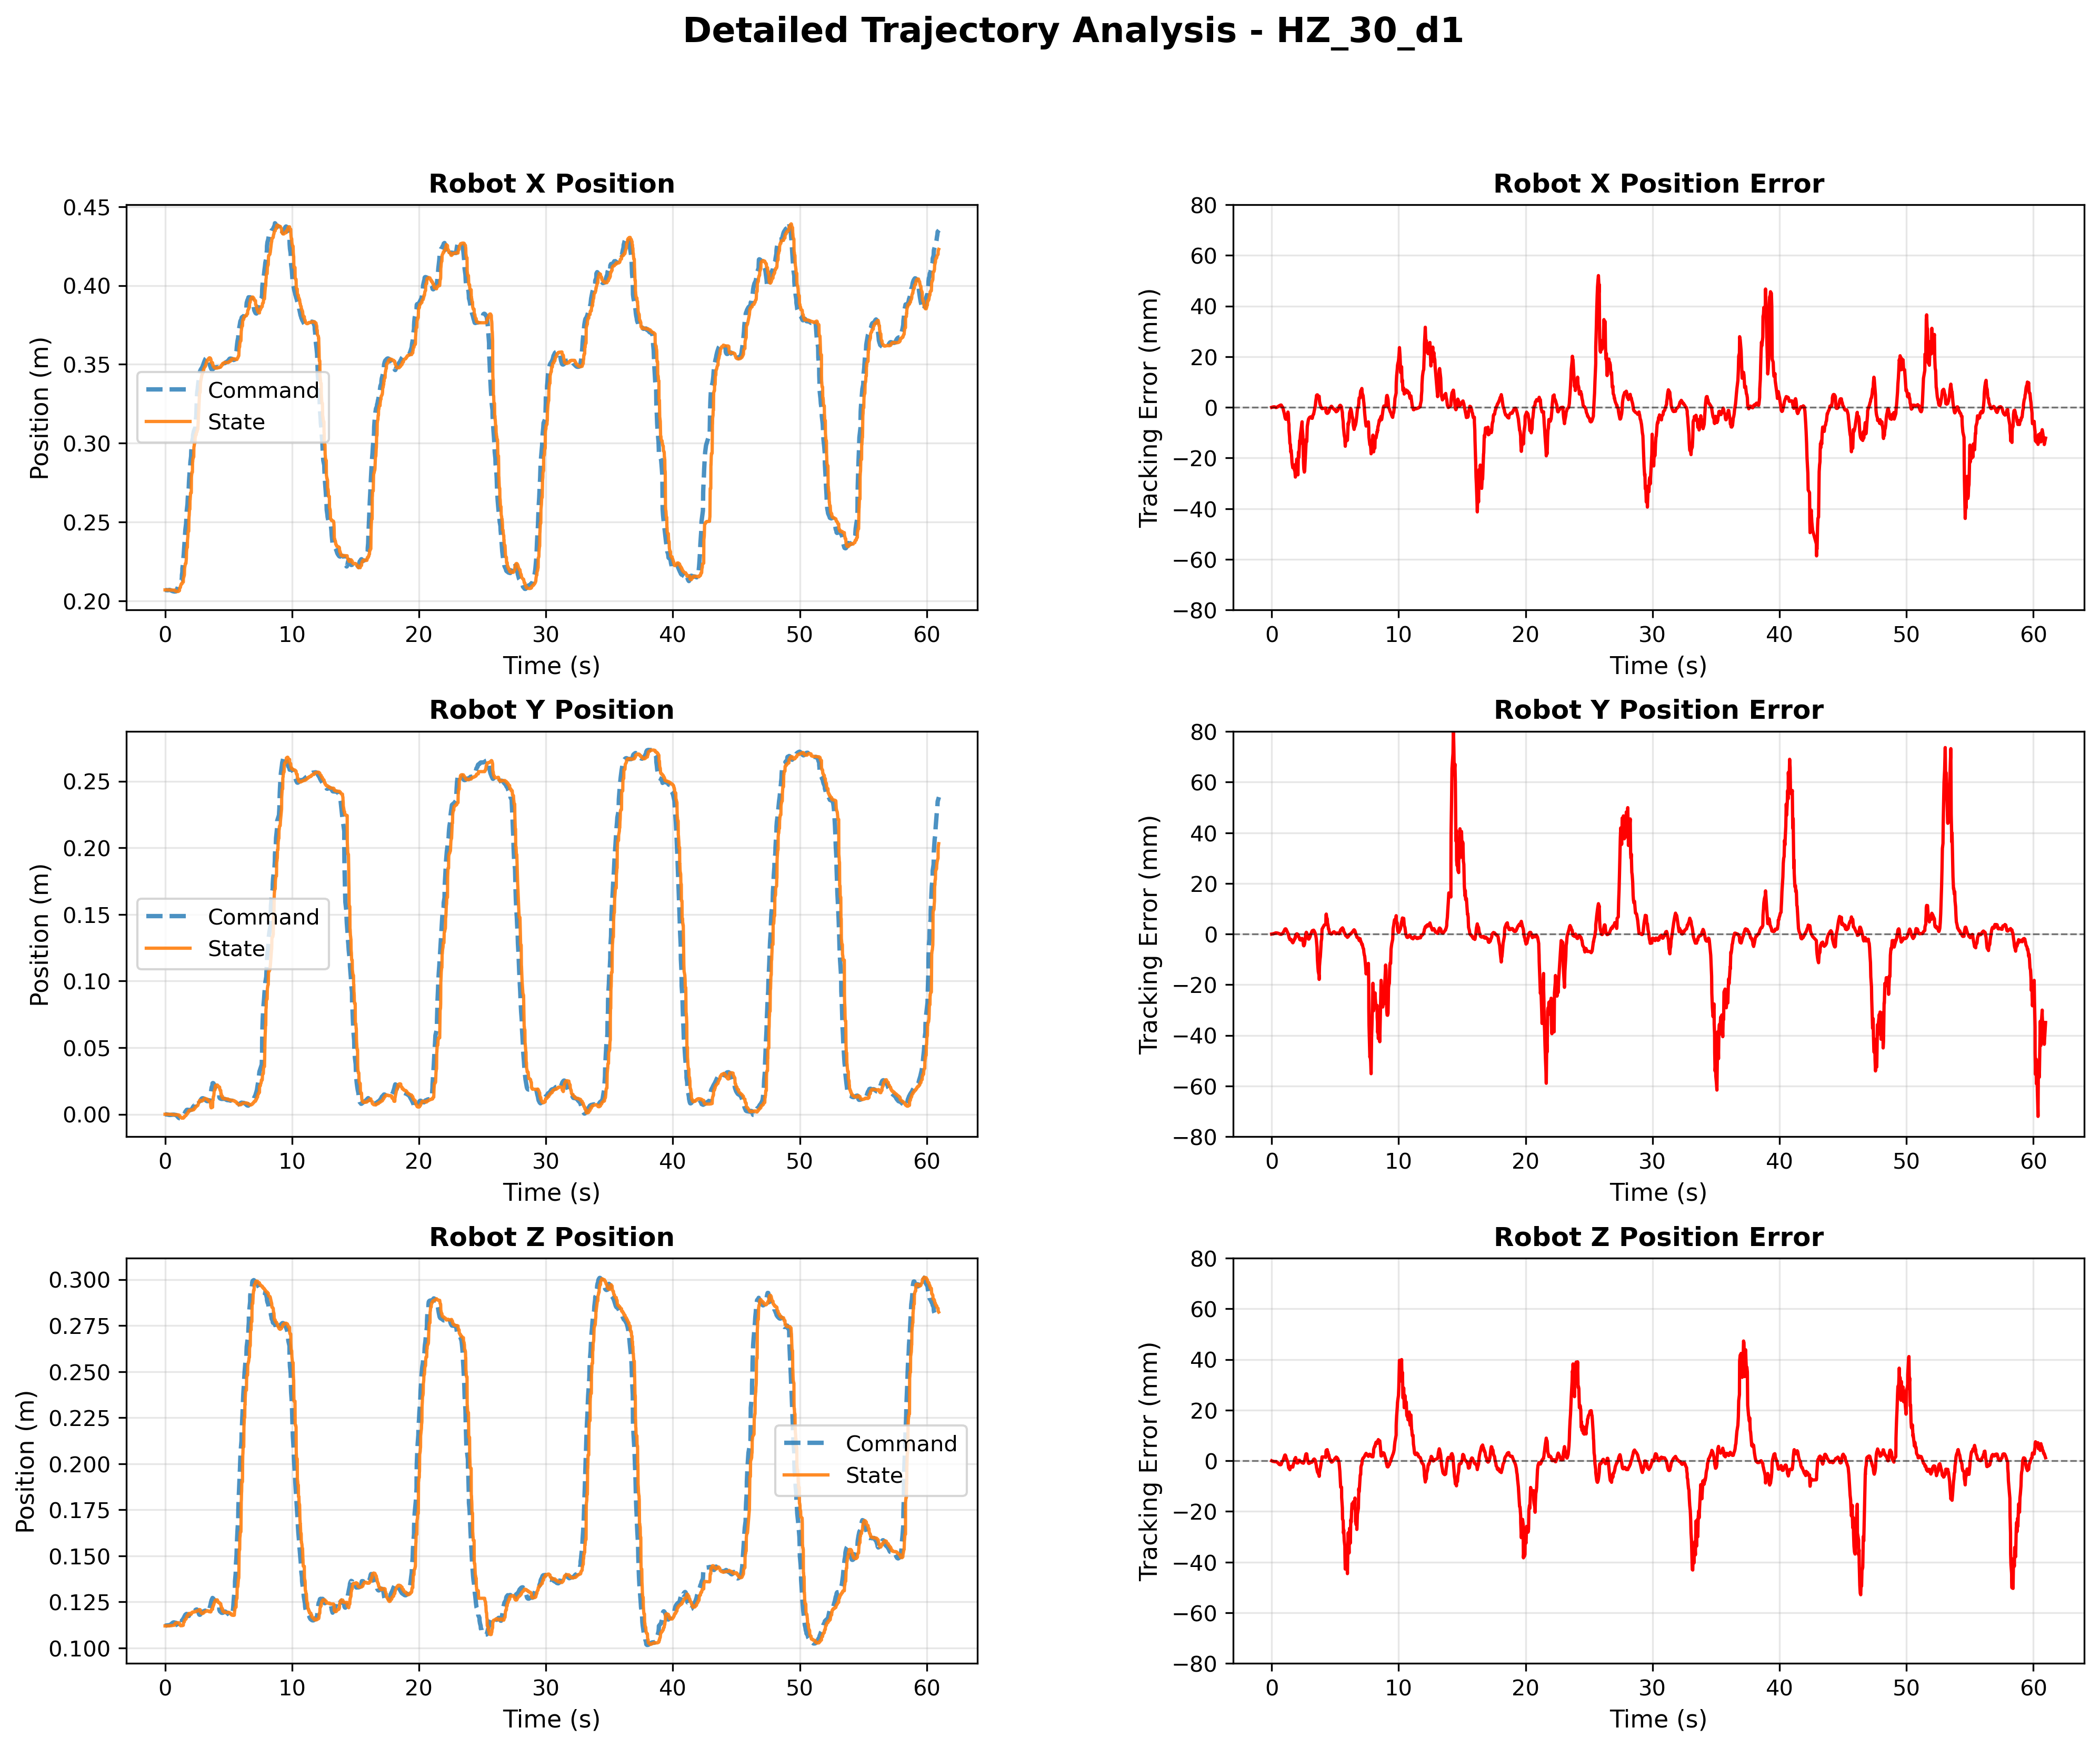 Detailed Trajectory Analysis - HZ_30_d1
Robot X Position
Position (m)
0.45
0.40
0.35
0.30
0.25
0.20
Command
State
0 10 20 30 40 50 60
Time (s)
Robot X Position Error
Tracking Error (mm)
80
60
40
20
0
−20
−40
−60
−80
0 10 20 30 40 50 60
Time (s)
Robot Y Position
Position (m)
0.25
0.20
0.15
0.10
0.05
0.00
Command
State
0 10 20 30 40 50 60
Time (s)
Robot Y Position Error
Tracking Error (mm)
80
60
40
20
0
−20
−40
−60
−80
0 10 20 30 40 50 60
Time (s)
Robot Z Position
Position (m)
0.300
0.275
0.250
0.225
0.200
0.175
0.150
0.125
0.100
Command
State
0 10 20 30 40 50 60
Time (s)
Robot Z Position Error
Tracking Error (mm)
80
60
40
20
0
−20
−40
−60
−80
0 10 20 30 40 50 60
Time (s)